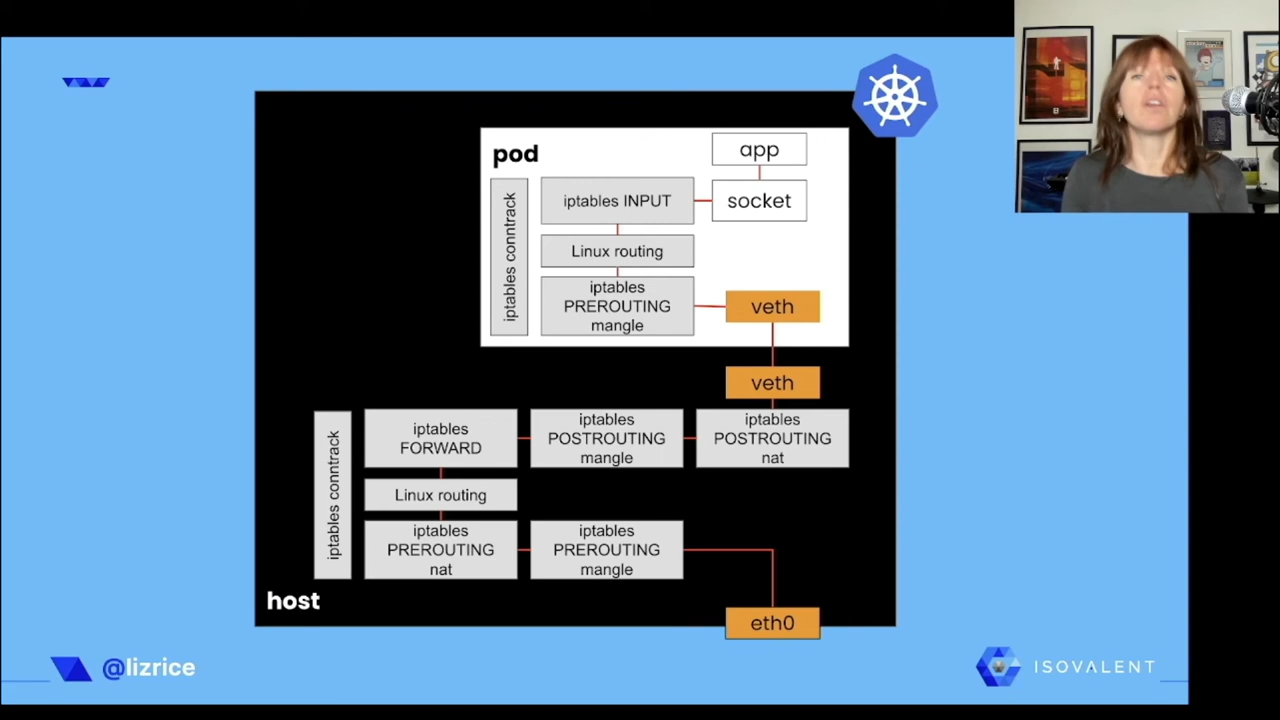 pod
app
iptables conntrack
iptables INPUT
socket
Linux routing
iptables
PREROUTING
mangle
veth
veth
iptables conntrack
iptables
FORWARD
iptables
POSTROUTING
mangle
iptables
POSTROUTING
nat
Linux routing
iptables
PREROUTING
nat
iptables
PREROUTING
mangle
host
eth0
@lizrice
ISOVALENT